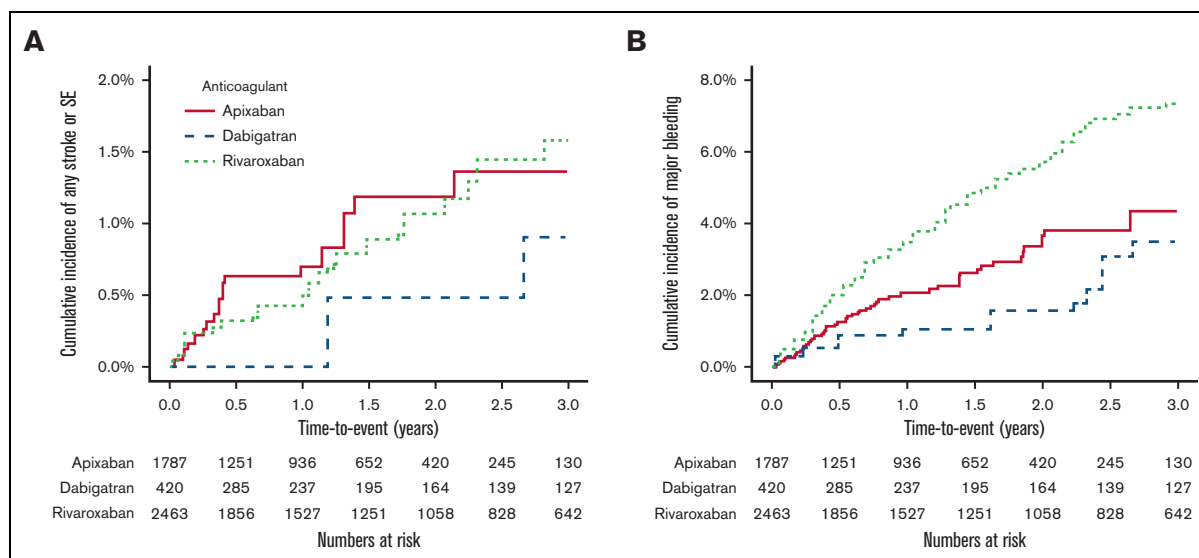 A
Cumulative incidence of any stroke or SE
2.0%
1.5%
1.0%
0.5%
0.0%
Anticoagulant
Apixaban
Dabigatran
Rivaroxaban
0.0 0.5 1.0 1.5 2.0 2.5 3.0
Time-to-event (years)
Apixaban 1787 1251 936 652 420 245 130
Dabigatran 420 285 237 195 164 139 127
Rivaroxaban 2463 1856 1527 1251 1058 828 642
Numbers at risk
B
Cumulative incidence of major bleeding
8.0%
6.0%
4.0%
2.0%
0.0%
0.0 0.5 1.0 1.5 2.0 2.5 3.0
Time-to-event (years)
Apixaban 1787 1251 936 652 420 245 130
Dabigatran 420 285 237 195 164 139 127
Rivaroxaban 2463 1856 1527 1251 1058 828 642
Numbers at risk